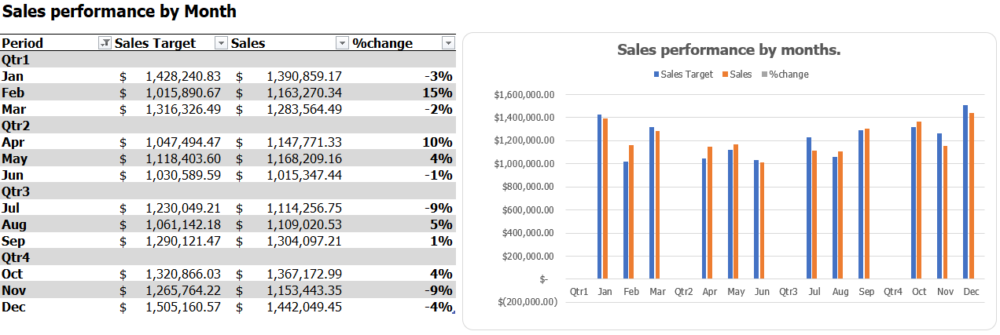 Sales performance by Month
Period Sales Target Sales %change
Qtr1
Jan $ 1,428,240.83 $ 1,390,859.17 -3%
Feb $ 1,015,890.67 $ 1,163,270.34 15%
Mar $ 1,316,326.49 $ 1,283,564.49 -2%
Qtr2
Apr $ 1,047,494.47 $ 1,147,771.33 10%
May $ 1,118,403.60 $ 1,168,209.16 4%
Jun $ 1,030,589.59 $ 1,015,347.44 -1%
Qtr3
Jul $ 1,230,049.21 $ 1,114,256.75 -9%
Aug $ 1,061,142.18 $ 1,109,020.53 5%
Sep $ 1,290,121.47 $ 1,304,097.21 1%
Qtr4
Oct $ 1,320,866.03 $ 1,367,172.99 4%
Nov $ 1,265,764.22 $ 1,153,443.35 -9%
Dec $ 1,505,160.57 $ 1,442,049.45 -4%
Sales performance by months.
Sales Target Sales %change
$1,600,000.00
$1,400,000.00
$1,200,000.00
$1,000,000.00
$800,000.00
$600,000.00
$400,000.00
$200,000.00
$-
$(200,000.00)
Qtr1 Jan Feb Mar Qtr2 Apr May Jun Qtr3 Jul Aug Sep Qtr4 Oct Nov Dec